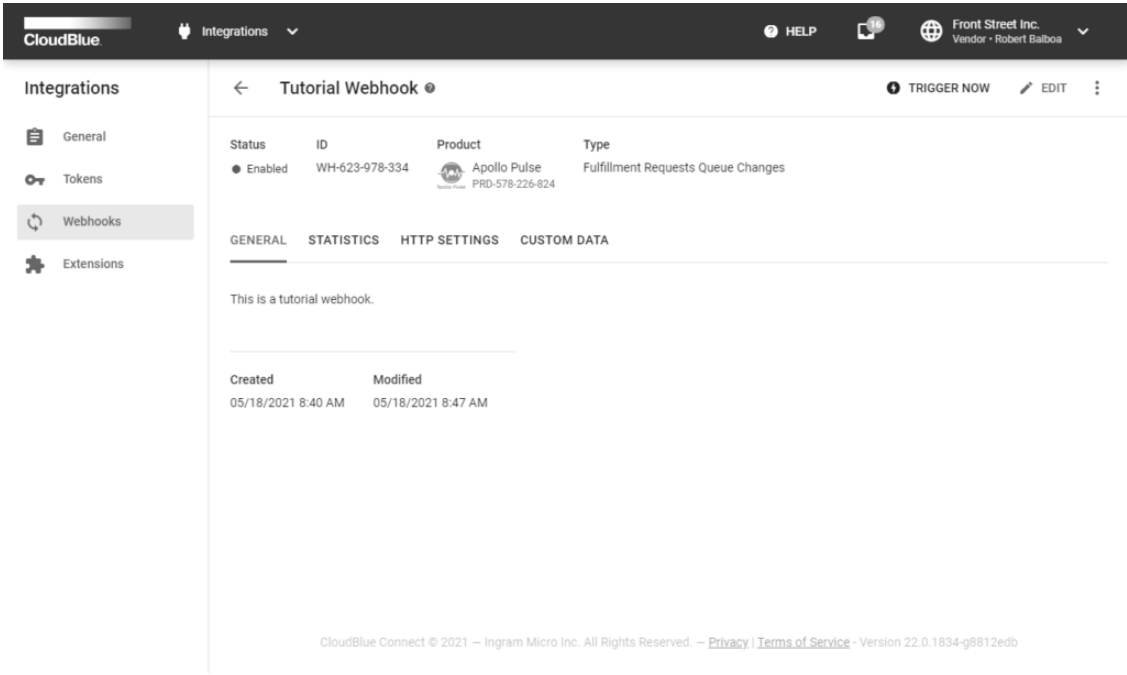 CloudBlue.
Integrations
HELP
16
Front Street Inc.
Vendor • Robert Balboa
Integrations
General
Tokens
Webhooks
Extensions
Tutorial Webhook
TRIGGER NOW
EDIT
Status
ID
Product
Type
Enabled
WH-623-978-334
Apollo Pulse
PRD-578-226-824
Fulfillment Requests Queue Changes
GENERAL
STATISTICS
HTTP SETTINGS
CUSTOM DATA
This is a tutorial webhook.
Created
Modified
05/18/2021 8:40 AM
05/18/2021 8:47 AM
CloudBlue Connect © 2021 — Ingram Micro Inc. All Rights Reserved. — Privacy | Terms of Service - Version 22.0.1834-g8812edb